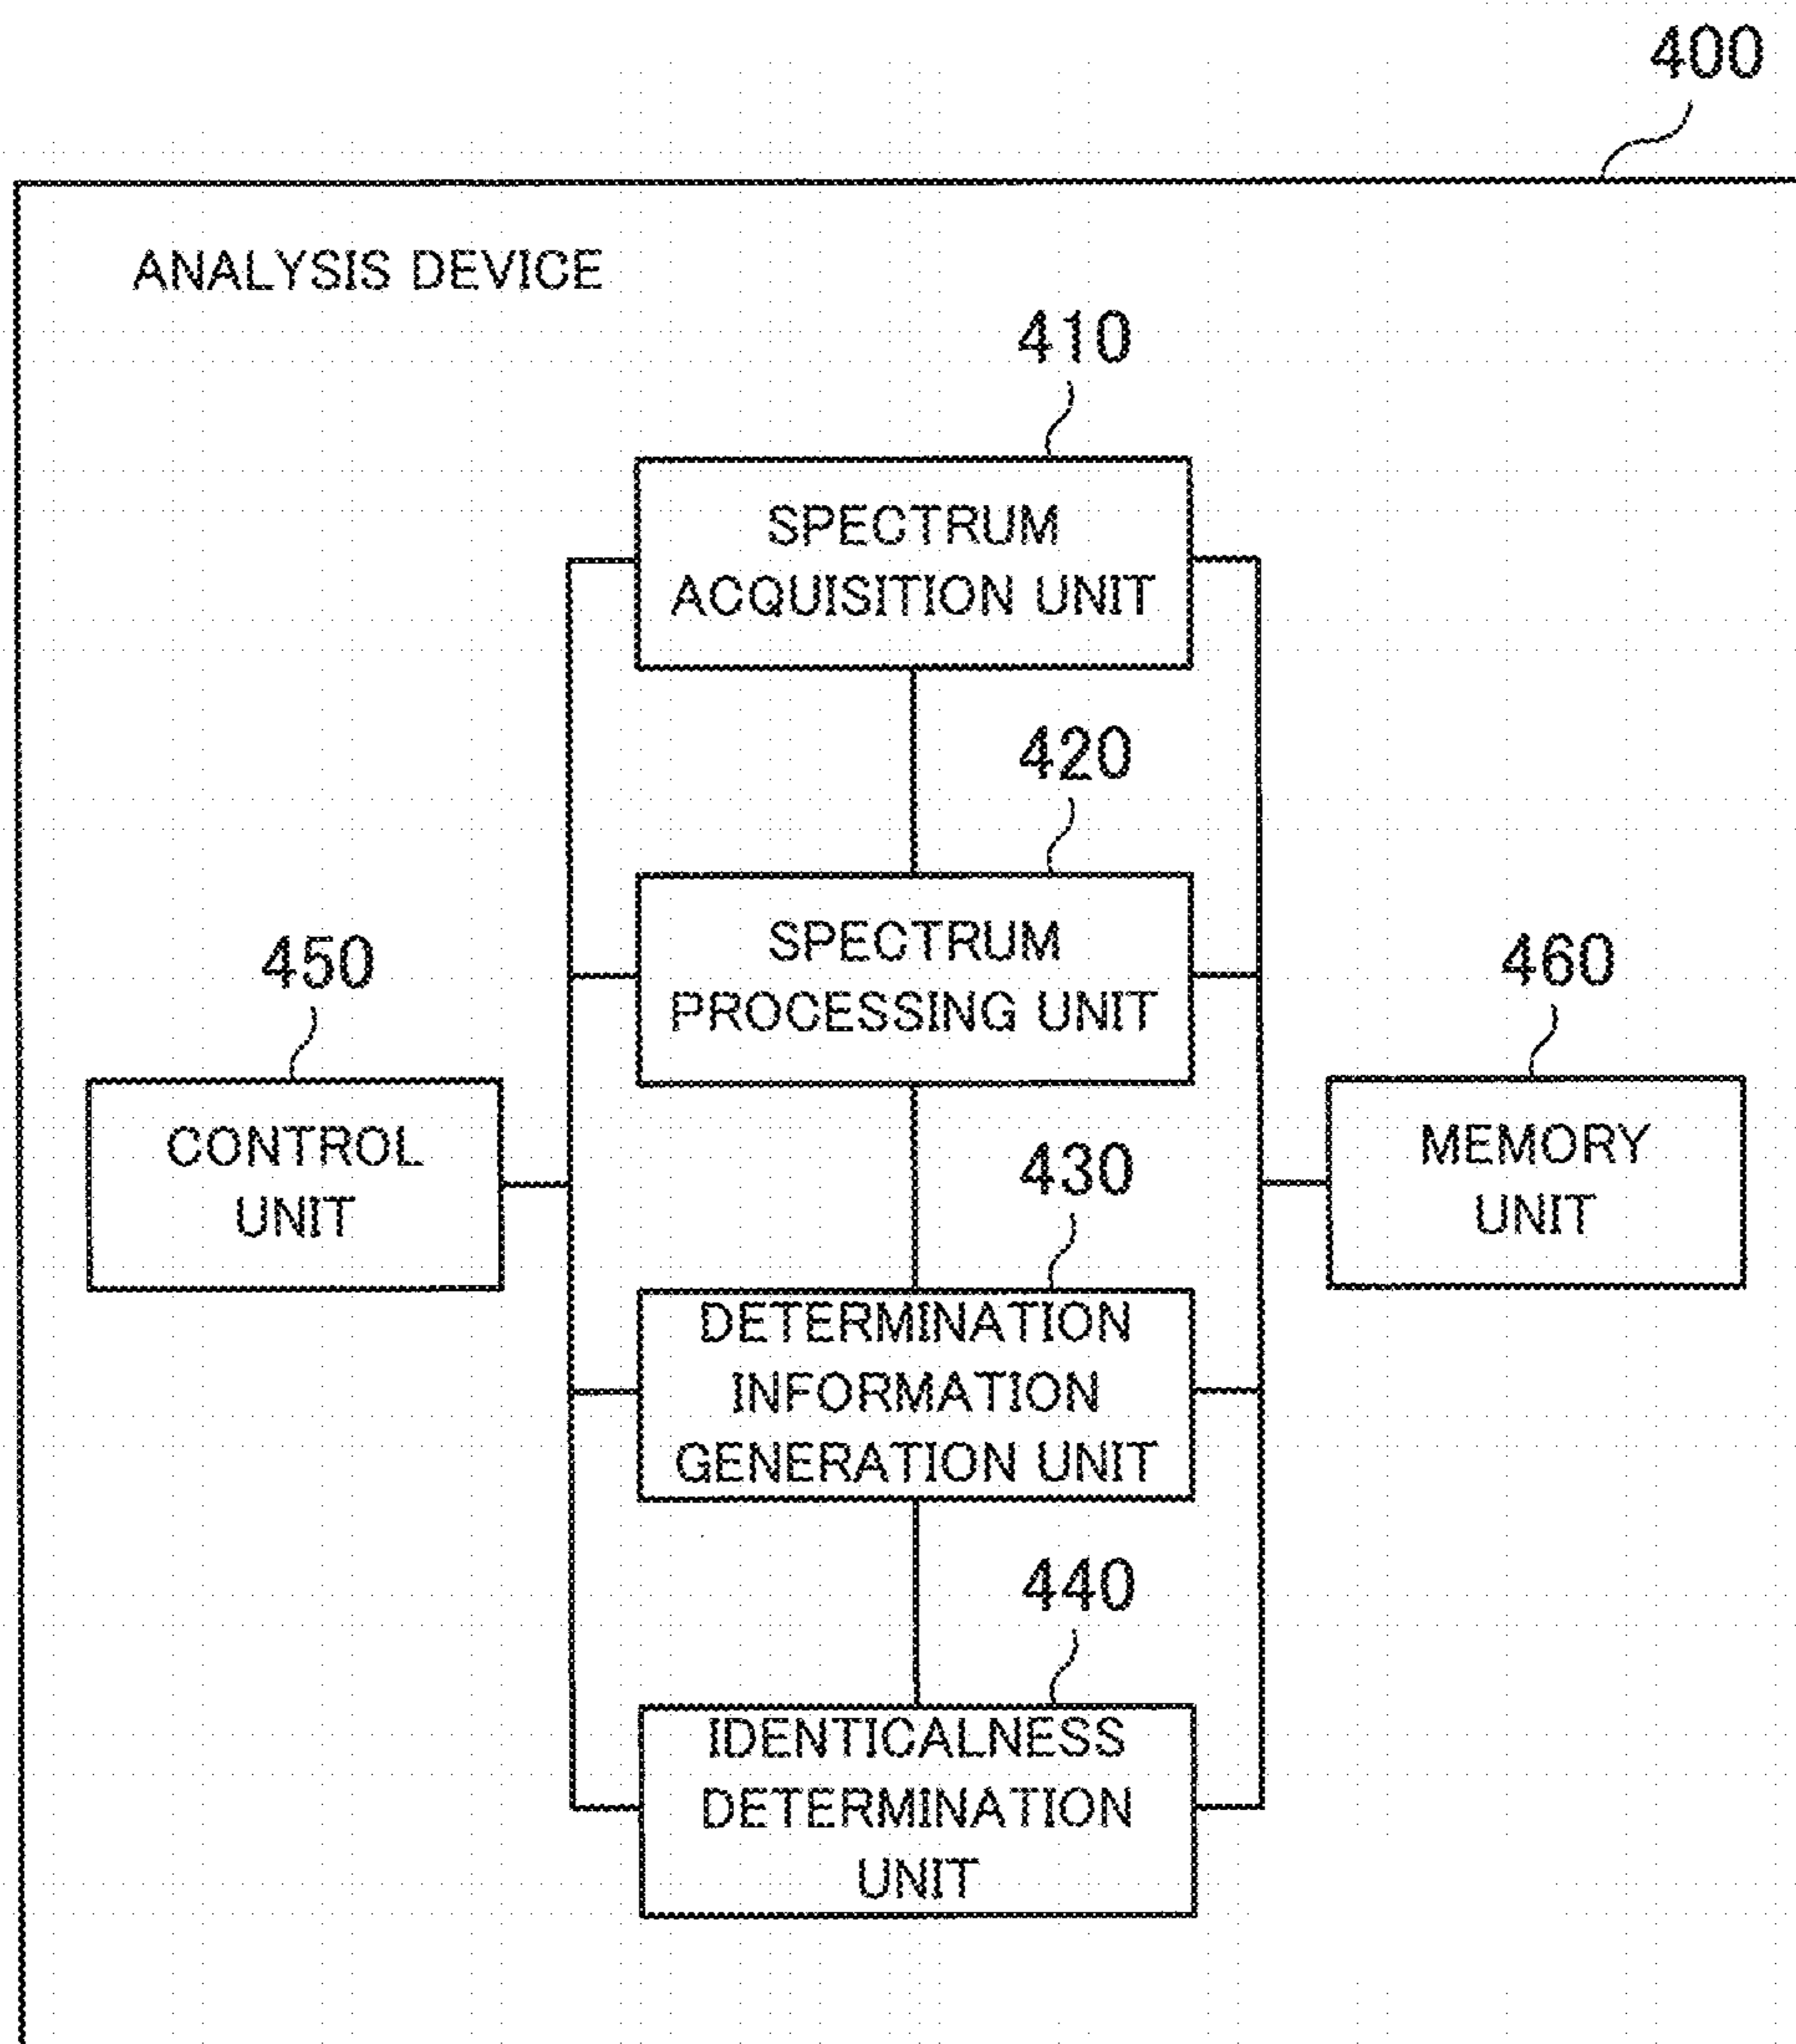 400
ANALYSIS DEVICE
410
SPECTRUM
ACQUISITION UNIT
420
SPECTRUM
PROCESSING UNIT
450
CONTROL
UNIT
460
MEMORY
UNIT
430
DETERMINATION
INFORMATION
GENERATION UNIT
440
IDENTICALNESS
DETERMINATION
UNIT